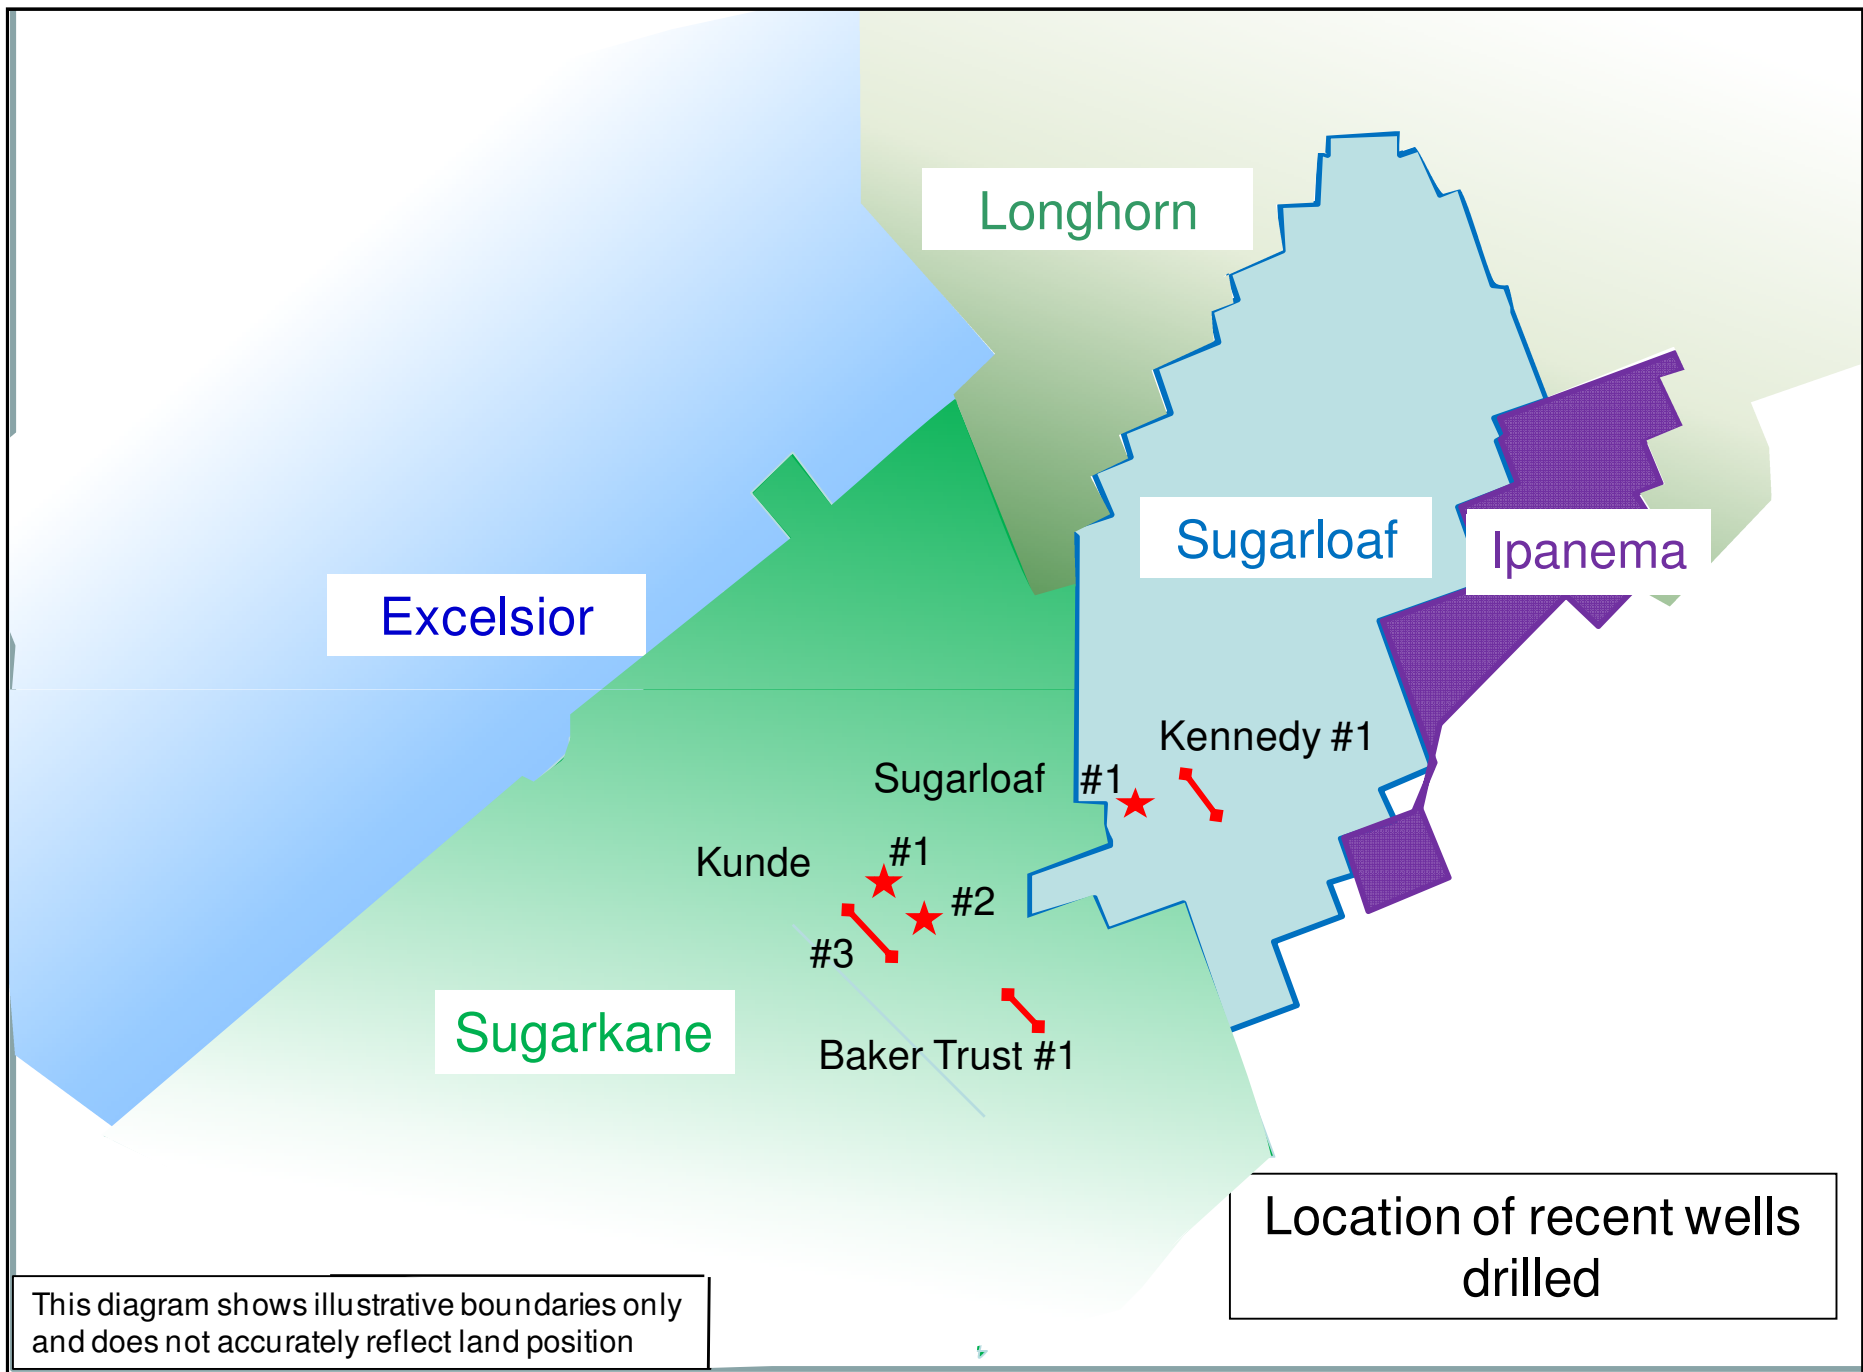 Longhorn
Sugarloaf
Ipanema
Excelsior
Kennedy #1
Sugarloaf #1
Kunde #1
#2
#3
Sugarkane
Baker Trust #1
Location of recent wells
drilled
This diagram shows illustrative boundaries only
and does not accurately reflect land position